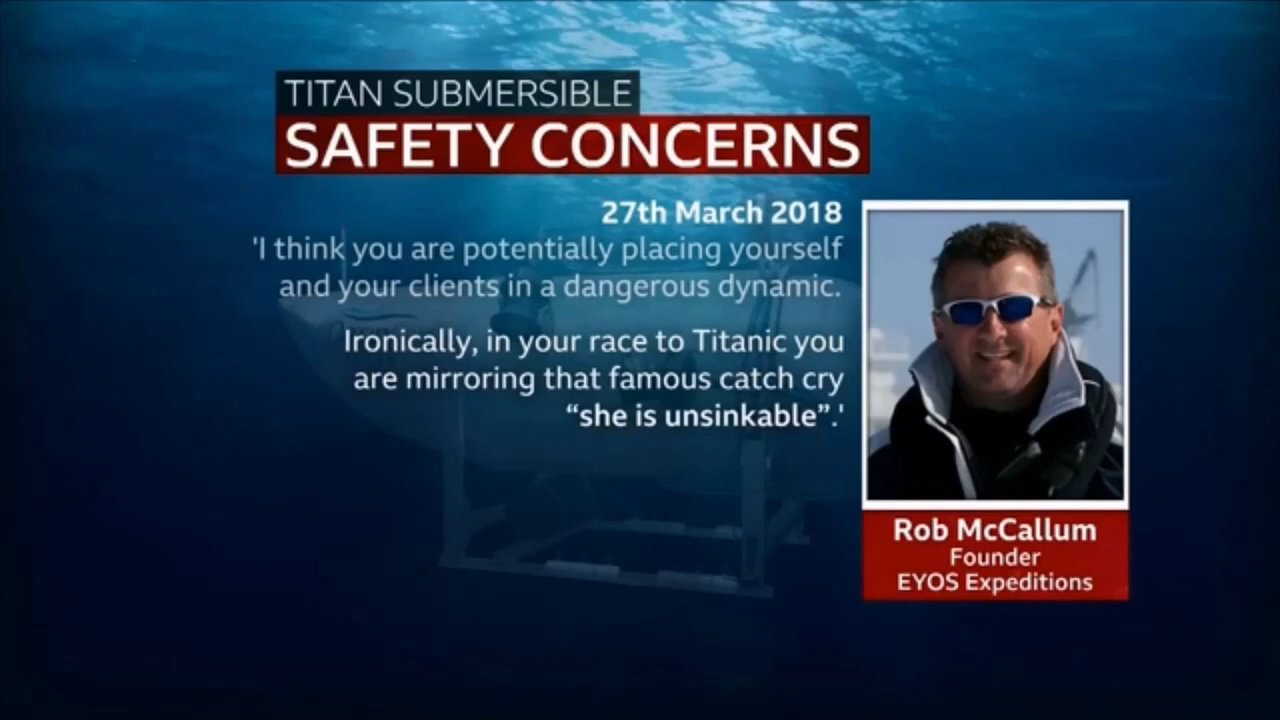 TITAN SUBMERSIBLE
SAFETY CONCERNS
27th March 2018
'I think you are potentially placing yourself
and your clients in a dangerous dynamic.
Ironically, in your race to Titanic you
are mirroring that famous catch cry
“she is unsinkable”.'
Rob McCallum
Founder
EYOS Expeditions